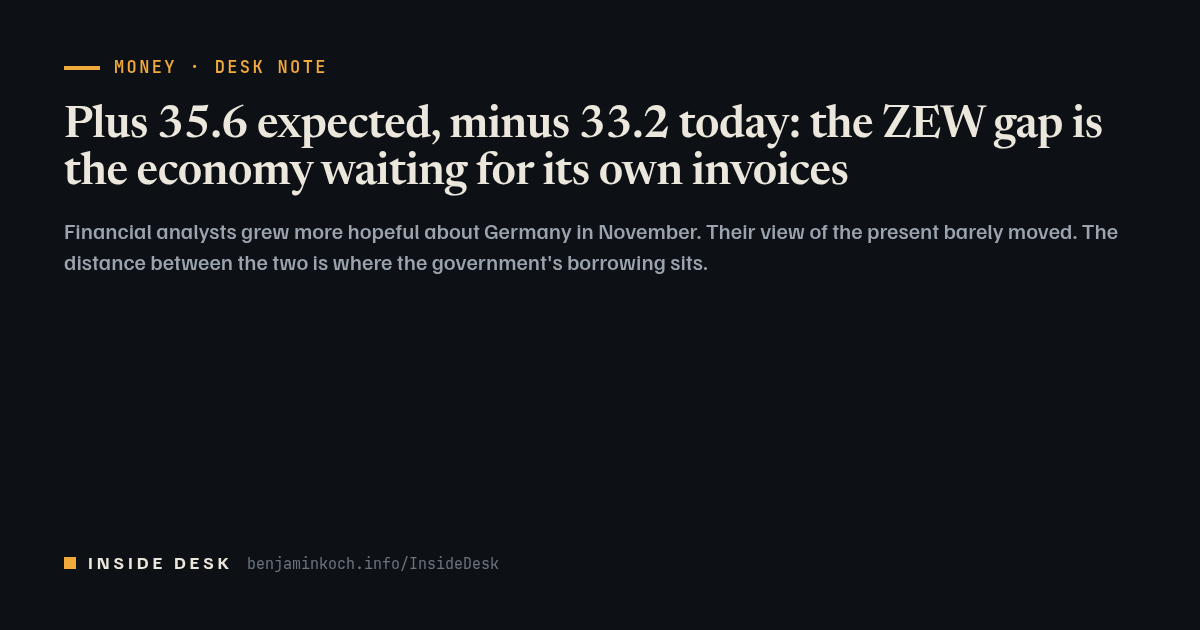 MONEY · DESK NOTE
Plus 35.6 expected, minus 33.2 today: the ZEW gap is
the economy waiting for its own invoices
Financial analysts grew more hopeful about Germany in November. Their view of the present barely moved. The
distance between the two is where the government's borrowing sits.
INSIDE DESK benjaminkoch.info/InsideDesk